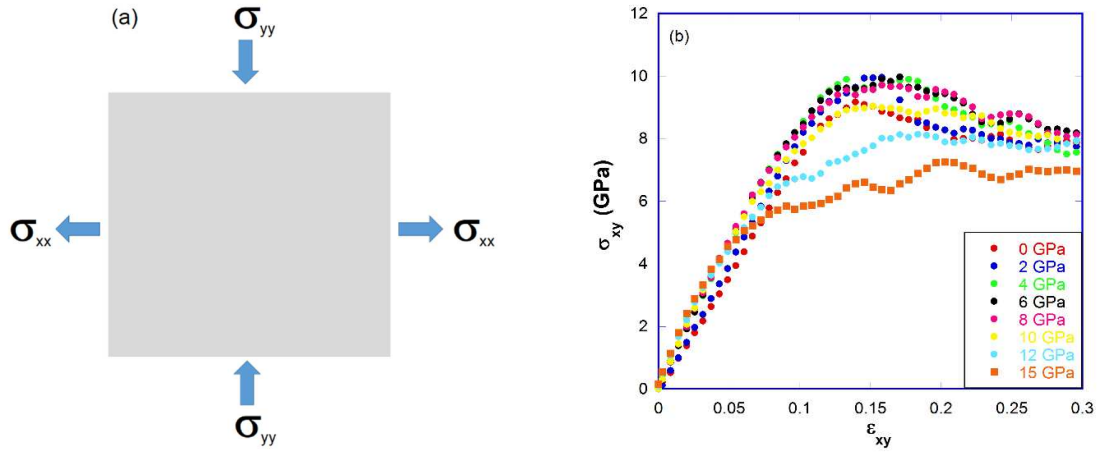 (a)
σyy
σxx
σxx
σyy
(b)
σxy (GPa)
12
10
8
6
4
2
0
0 GPa
2 GPa
4 GPa
6 GPa
8 GPa
10 GPa
12 GPa
15 GPa
0 0.05 0.1 0.15 0.2 0.25 0.3
εxy